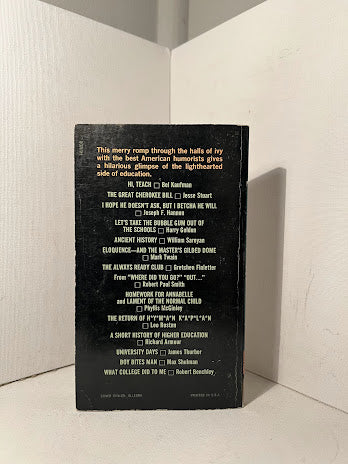 This merry romp through the halls of ivy
with the best American humorists gives
a hilarious glimpse of the lighthearted
side of education.
HI, TEACH □ Bel Kaufman
THE GREAT CHEROKEE BILL □ Jesse Stuart
I HOPE HE DOESN'T ASK, BUT I BETCHA HE WILL
□ Joseph F. Hannon
LET'S TAKE THE BUBBLE GUM OUT OF
THE SCHOOLS □ Harry Golden
ANCIENT HISTORY □ William Saroyan
ELOQUENCE—AND THE MASTER'S GILDED DOME
□ Mark Twain
THE ALWAYS READY CLUB □ Gretchen Finletter
From "WHERE DID YOU GO?" "OUT...."
□ Robert Paul Smith
HOMEWORK FOR ANNABELLE
and LAMENT OF THE NORMAL CHILD
□ Phyllis McGinley
THE RETURN OF H*Y*M*A*N K*A*P*L*A*N
□ Leo Rosten
A SHORT HISTORY OF HIGHER EDUCATION
□ Richard Armour
UNIVERSITY DAYS □ James Thurber
BOY BITES MAN □ Max Shulman
WHAT COLLEGE DID TO ME □ Robert Benchley
PRINTED IN U.S.A.